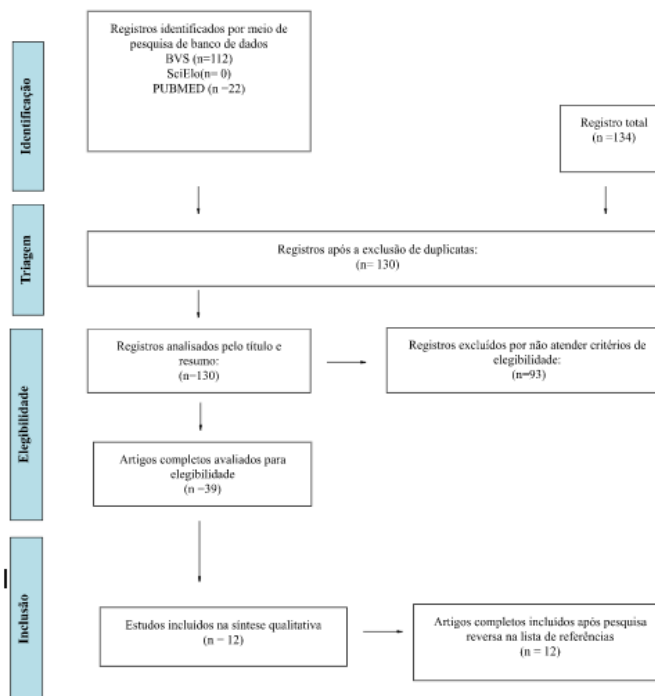 Identificação
Registros identificados por meio de
pesquisa de banco de dados
BVS (n=112)
SciElo(n= 0)
PUBMED (n =22)
Registro total
(n =134)
Triagem
Registros após a exclusão de duplicatas:
(n= 130)
Elegibilidade
Registros analisados pelo título e
resumo:
(n=130)
Registros excluídos por não atender critérios de
elegibilidade:
(n=93)
Artigos completos avaliados para
elegibilidade
(n =39)
Inclusão
Estudos incluídos na síntese qualitativa
(n = 12)
Artigos completos incluídos após pesquisa
reversa na lista de referências
(n = 12)